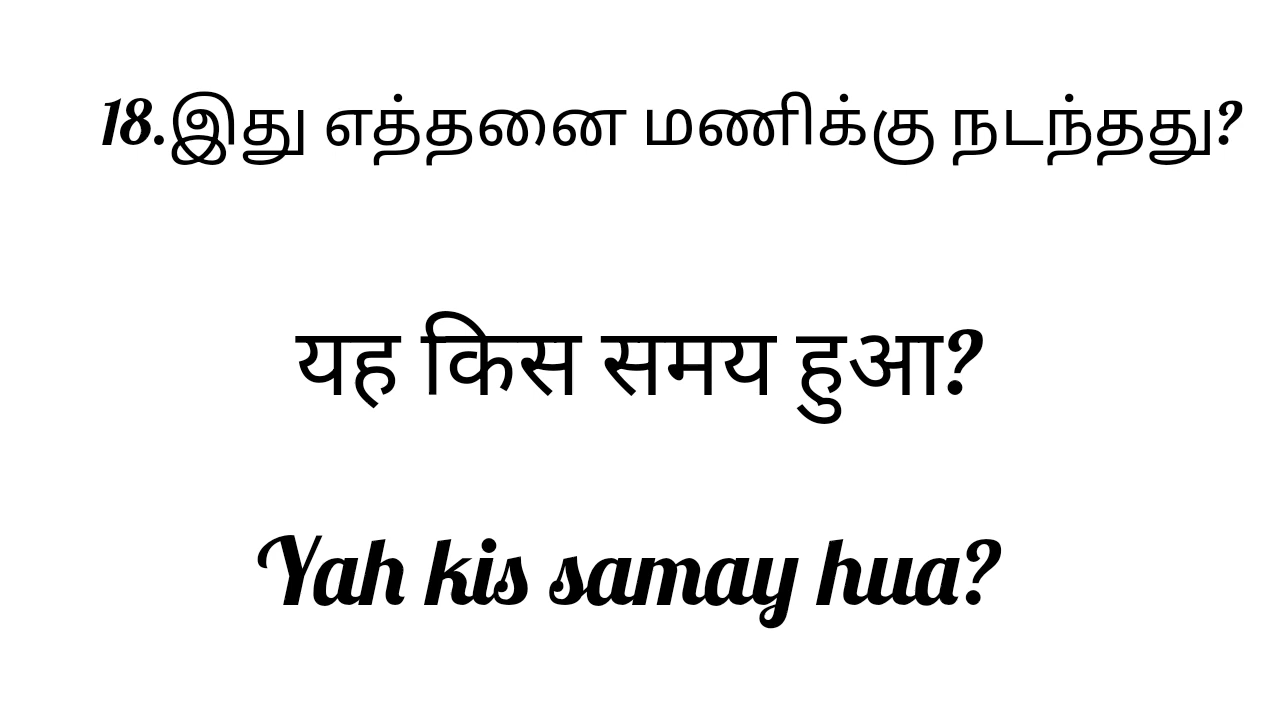 18.இது எத்தனை மணிக்கு நடந்தது?
यह किस समय हुआ?
Yah kis samay hua?